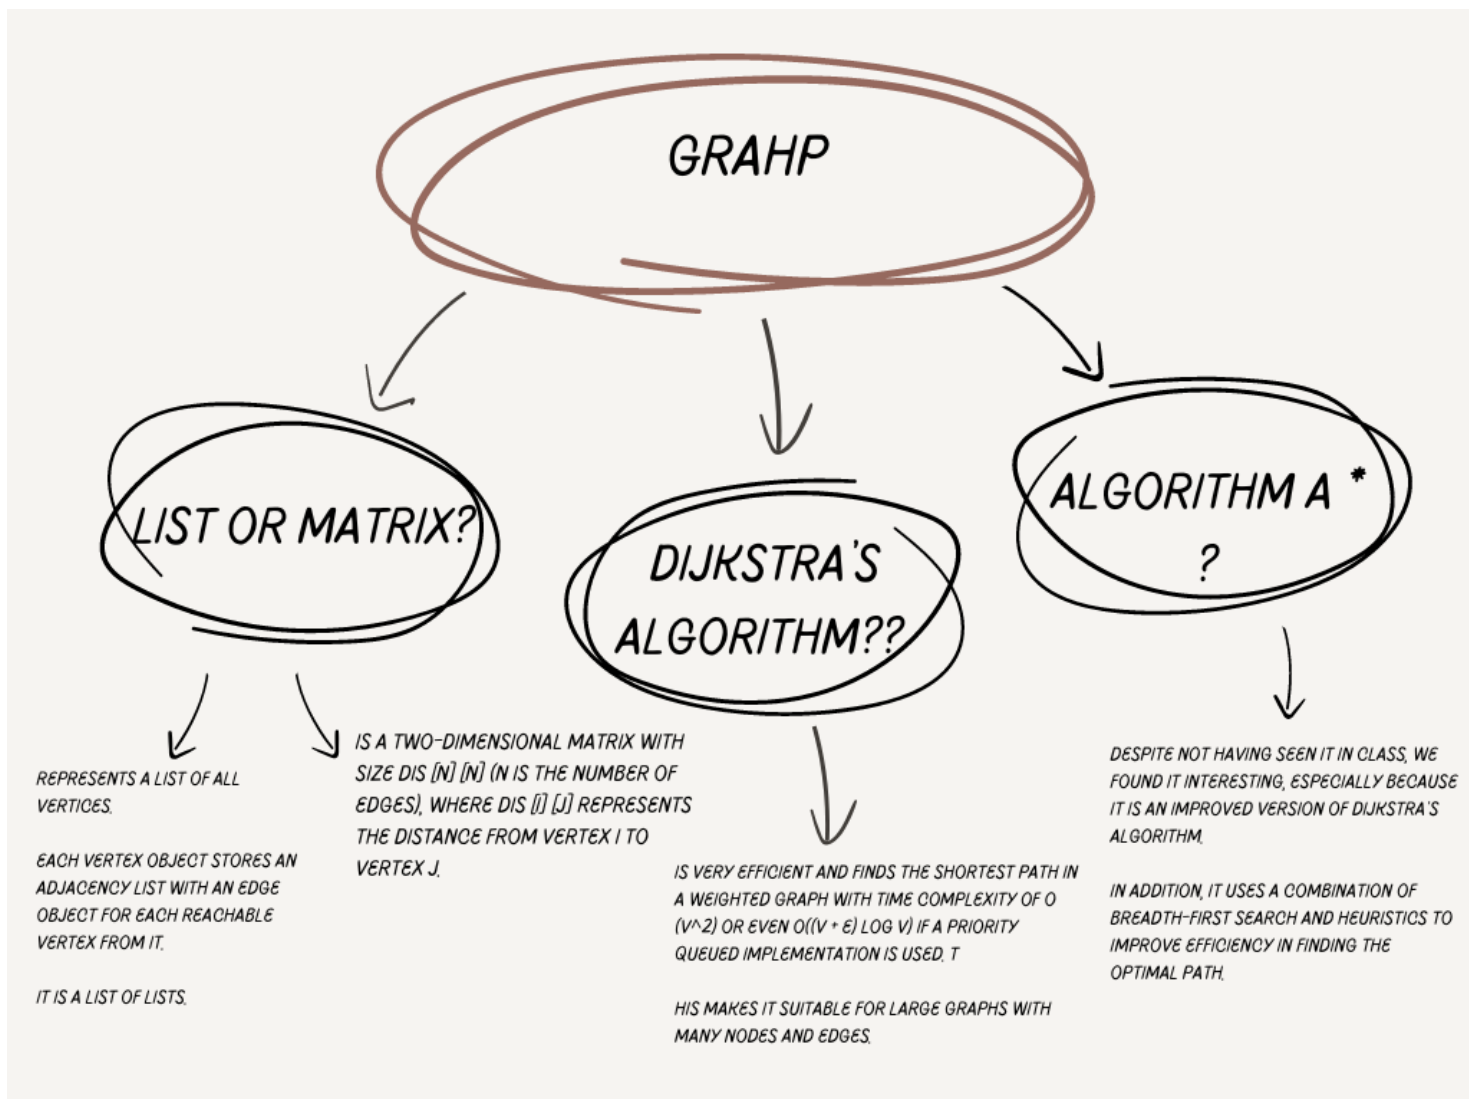 GRAHP
LIST OR MATRIX?
DIJKSTRA'S
ALGORITHM??
ALGORITHM A *
?
REPRESENTS A LIST OF ALL
VERTICES.
EACH VERTEX OBJECT STORES AN
ADJACENCY LIST WITH AN EDGE
OBJECT FOR EACH REACHABLE
VERTEX FROM IT.
IT IS A LIST OF LISTS.
IS A TWO-DIMENSIONAL MATRIX WITH
SIZE DIS [N] [N] (N IS THE NUMBER OF
EDGES), WHERE DIS [I] [J] REPRESENTS
THE DISTANCE FROM VERTEX I TO
VERTEX J.
IS VERY EFFICIENT AND FINDS THE SHORTEST PATH IN
A WEIGHTED GRAPH WITH TIME COMPLEXITY OF O
(V^2) OR EVEN O((V + E) LOG V) IF A PRIORITY
QUEUED IMPLEMENTATION IS USED. T
HIS MAKES IT SUITABLE FOR LARGE GRAPHS WITH
MANY NODES AND EDGES.
DESPITE NOT HAVING SEEN IT IN CLASS, WE
FOUND IT INTERESTING, ESPECIALLY BECAUSE
IT IS AN IMPROVED VERSION OF DIJKSTRA'S
ALGORITHM.
IN ADDITION, IT USES A COMBINATION OF
BREADTH-FIRST SEARCH AND HEURISTICS TO
IMPROVE EFFICIENCY IN FINDING THE
OPTIMAL PATH.